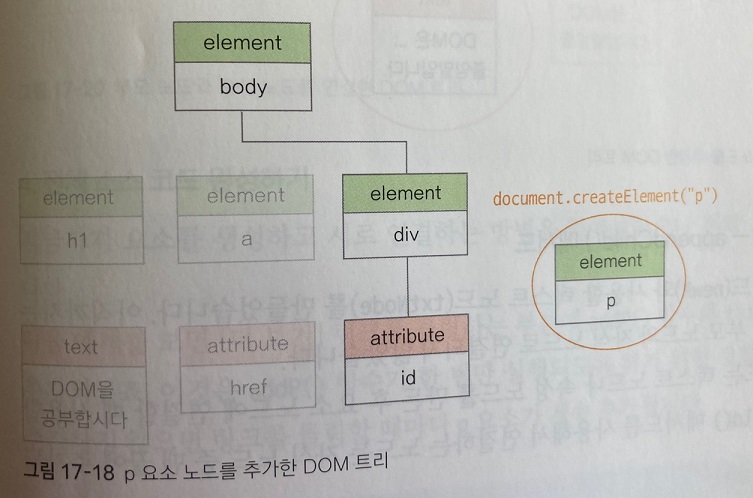 element
body
element
h1
element
a
element
div
document.createElement("p")
element
p
text
DOM을
공부합시다
attribute
href
attribute
id
그림 17-18 p 요소 노드를 추가한 DOM 트리